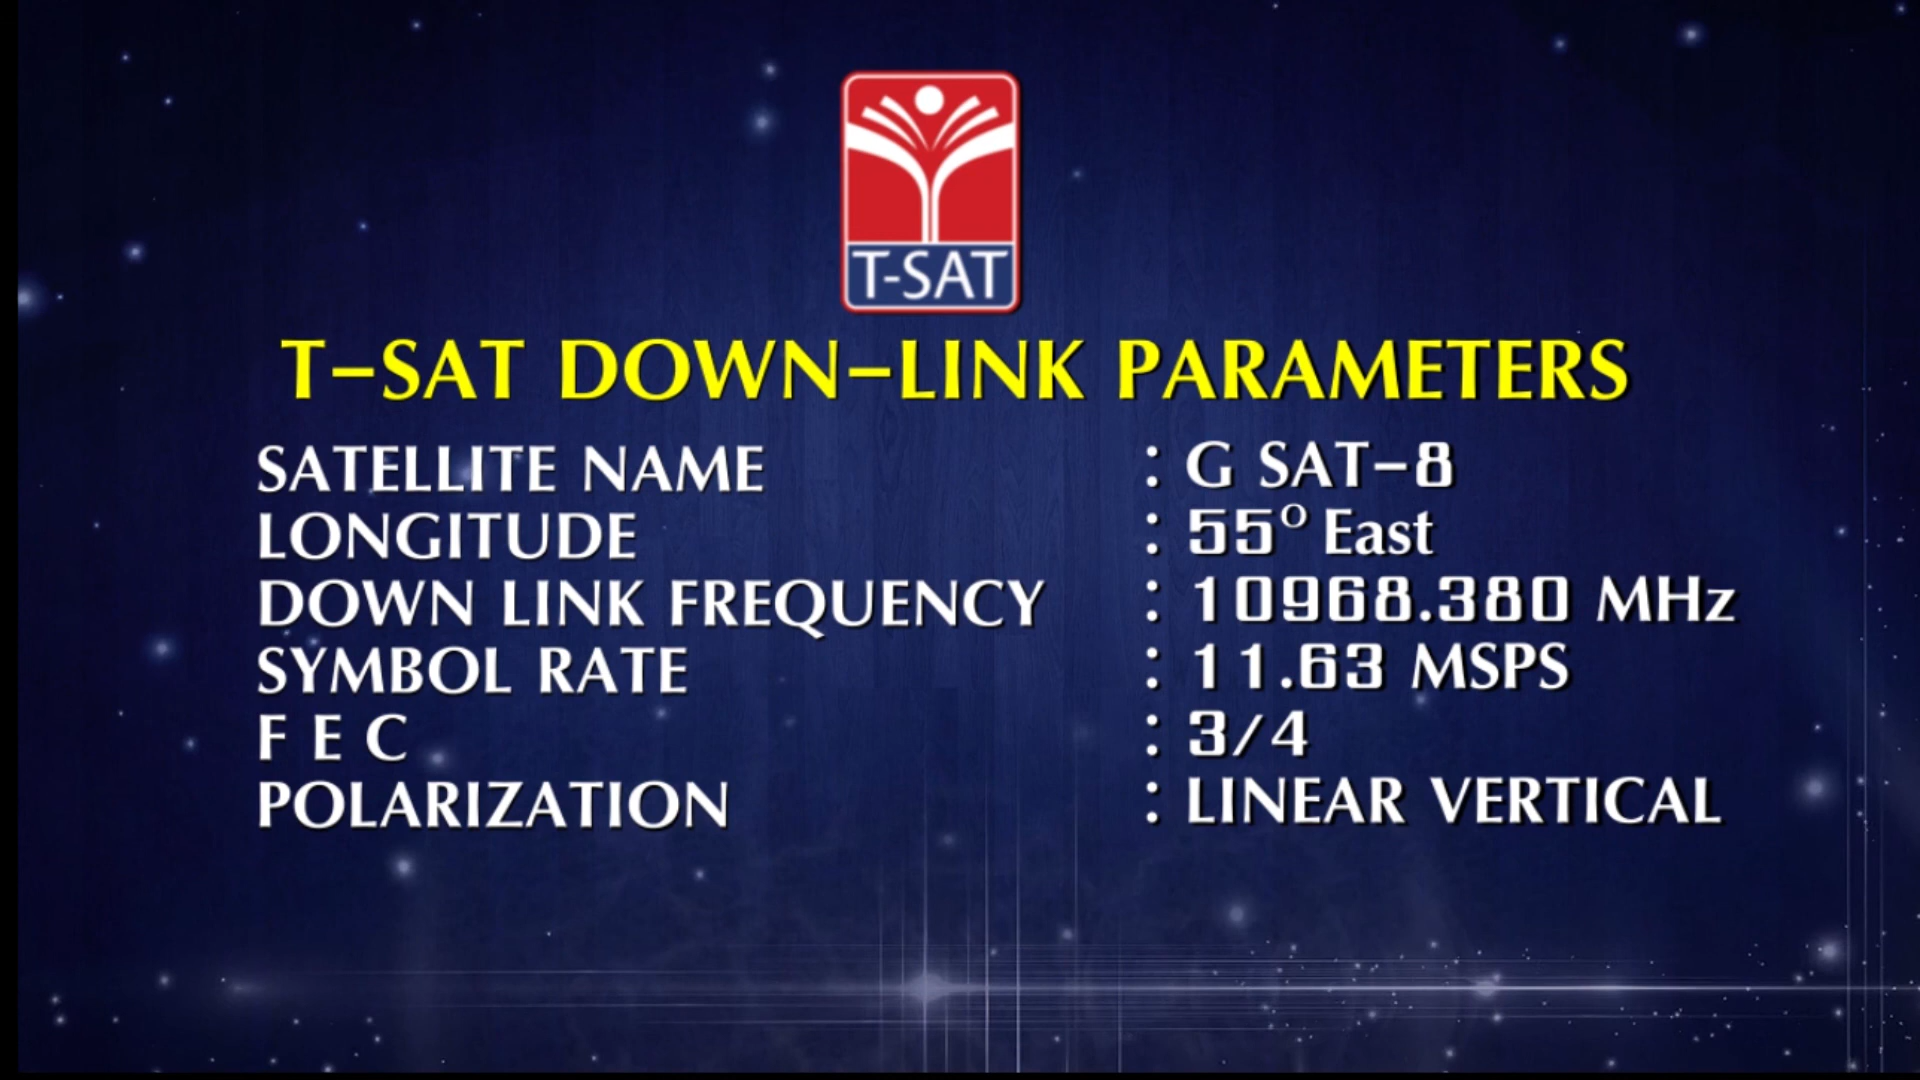 T-SAT
T-SAT DOWN-LINK PARAMETERS
SATELLITE NAME : G SAT-8
LONGITUDE : 55° East
DOWN LINK FREQUENCY : 10968.380 MHz
SYMBOL RATE : 11.63 MSPS
F E C : 3/4
POLARIZATION : LINEAR VERTICAL